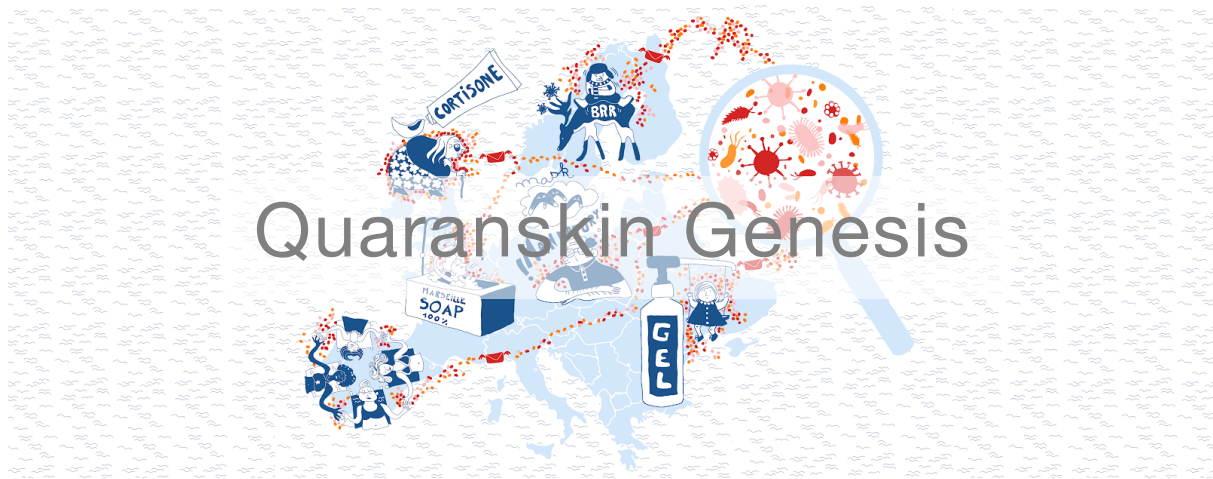 CORTISONE
BRR
Quaranskin Genesis
MARSEILLE
SOAP
100%
GEL